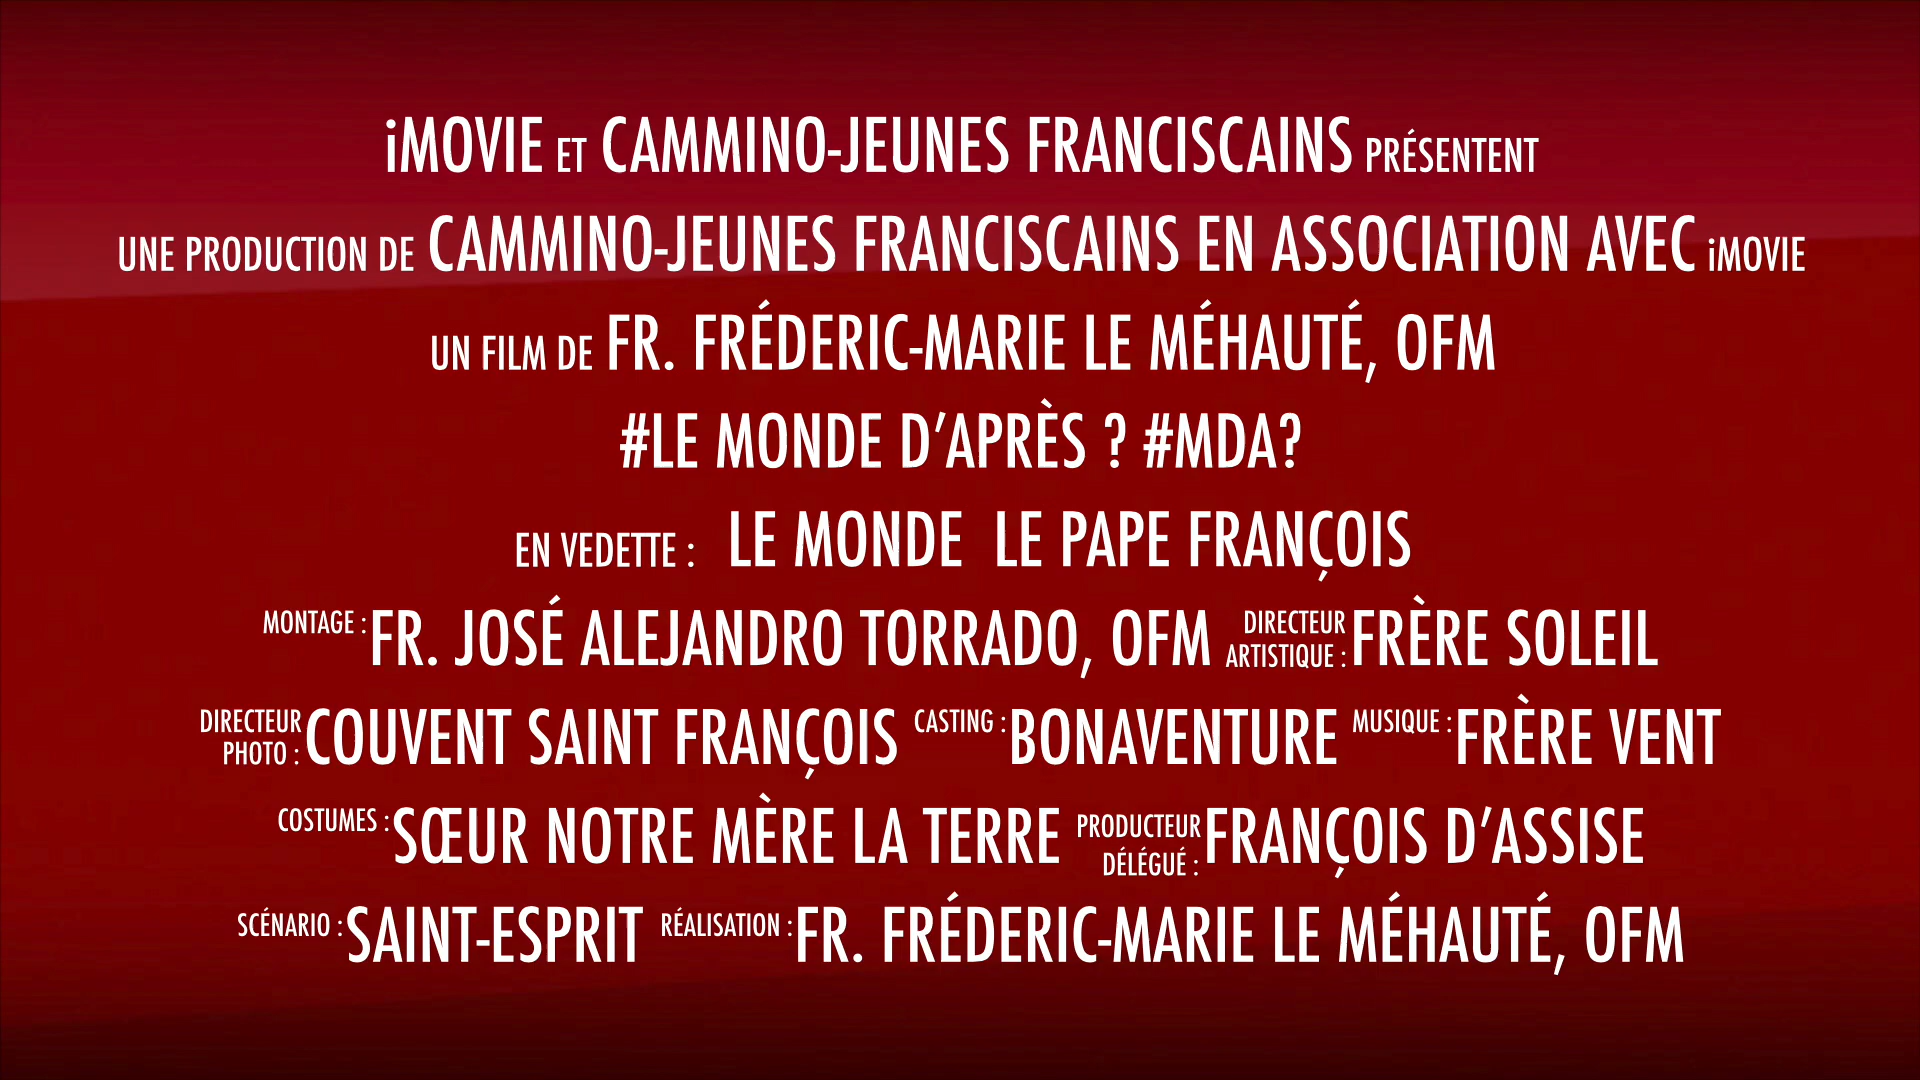 iMOVIE ET CAMMINO-JEUNES FRANCISCAINS PRÉSENTENT
UNE PRODUCTION DE CAMMINO-JEUNES FRANCISCAINS EN ASSOCIATION AVEC iMOVIE
UN FILM DE FR. FRÉDERIC-MARIE LE MÉHAUTÉ, OFM
#LE MONDE D’APRÈS ? #MDA?
EN VEDETTE : LE MONDE LE PAPE FRANÇOIS
MONTAGE : FR. JOSÉ ALEJANDRO TORRADO, OFM DIRECTEUR ARTISTIQUE : FRÈRE SOLEIL
DIRECTEUR PHOTO : COUVENT SAINT FRANÇOIS CASTING : BONAVENTURE MUSIQUE : FRÈRE VENT
COSTUMES : SŒUR NOTRE MÈRE LA TERRE PRODUCTEUR DÉLÉGUÉ : FRANÇOIS D’ASSISE
SCÉNARIO : SAINT-ESPRIT RÉALISATION : FR. FRÉDERIC-MARIE LE MÉHAUTÉ, OFM